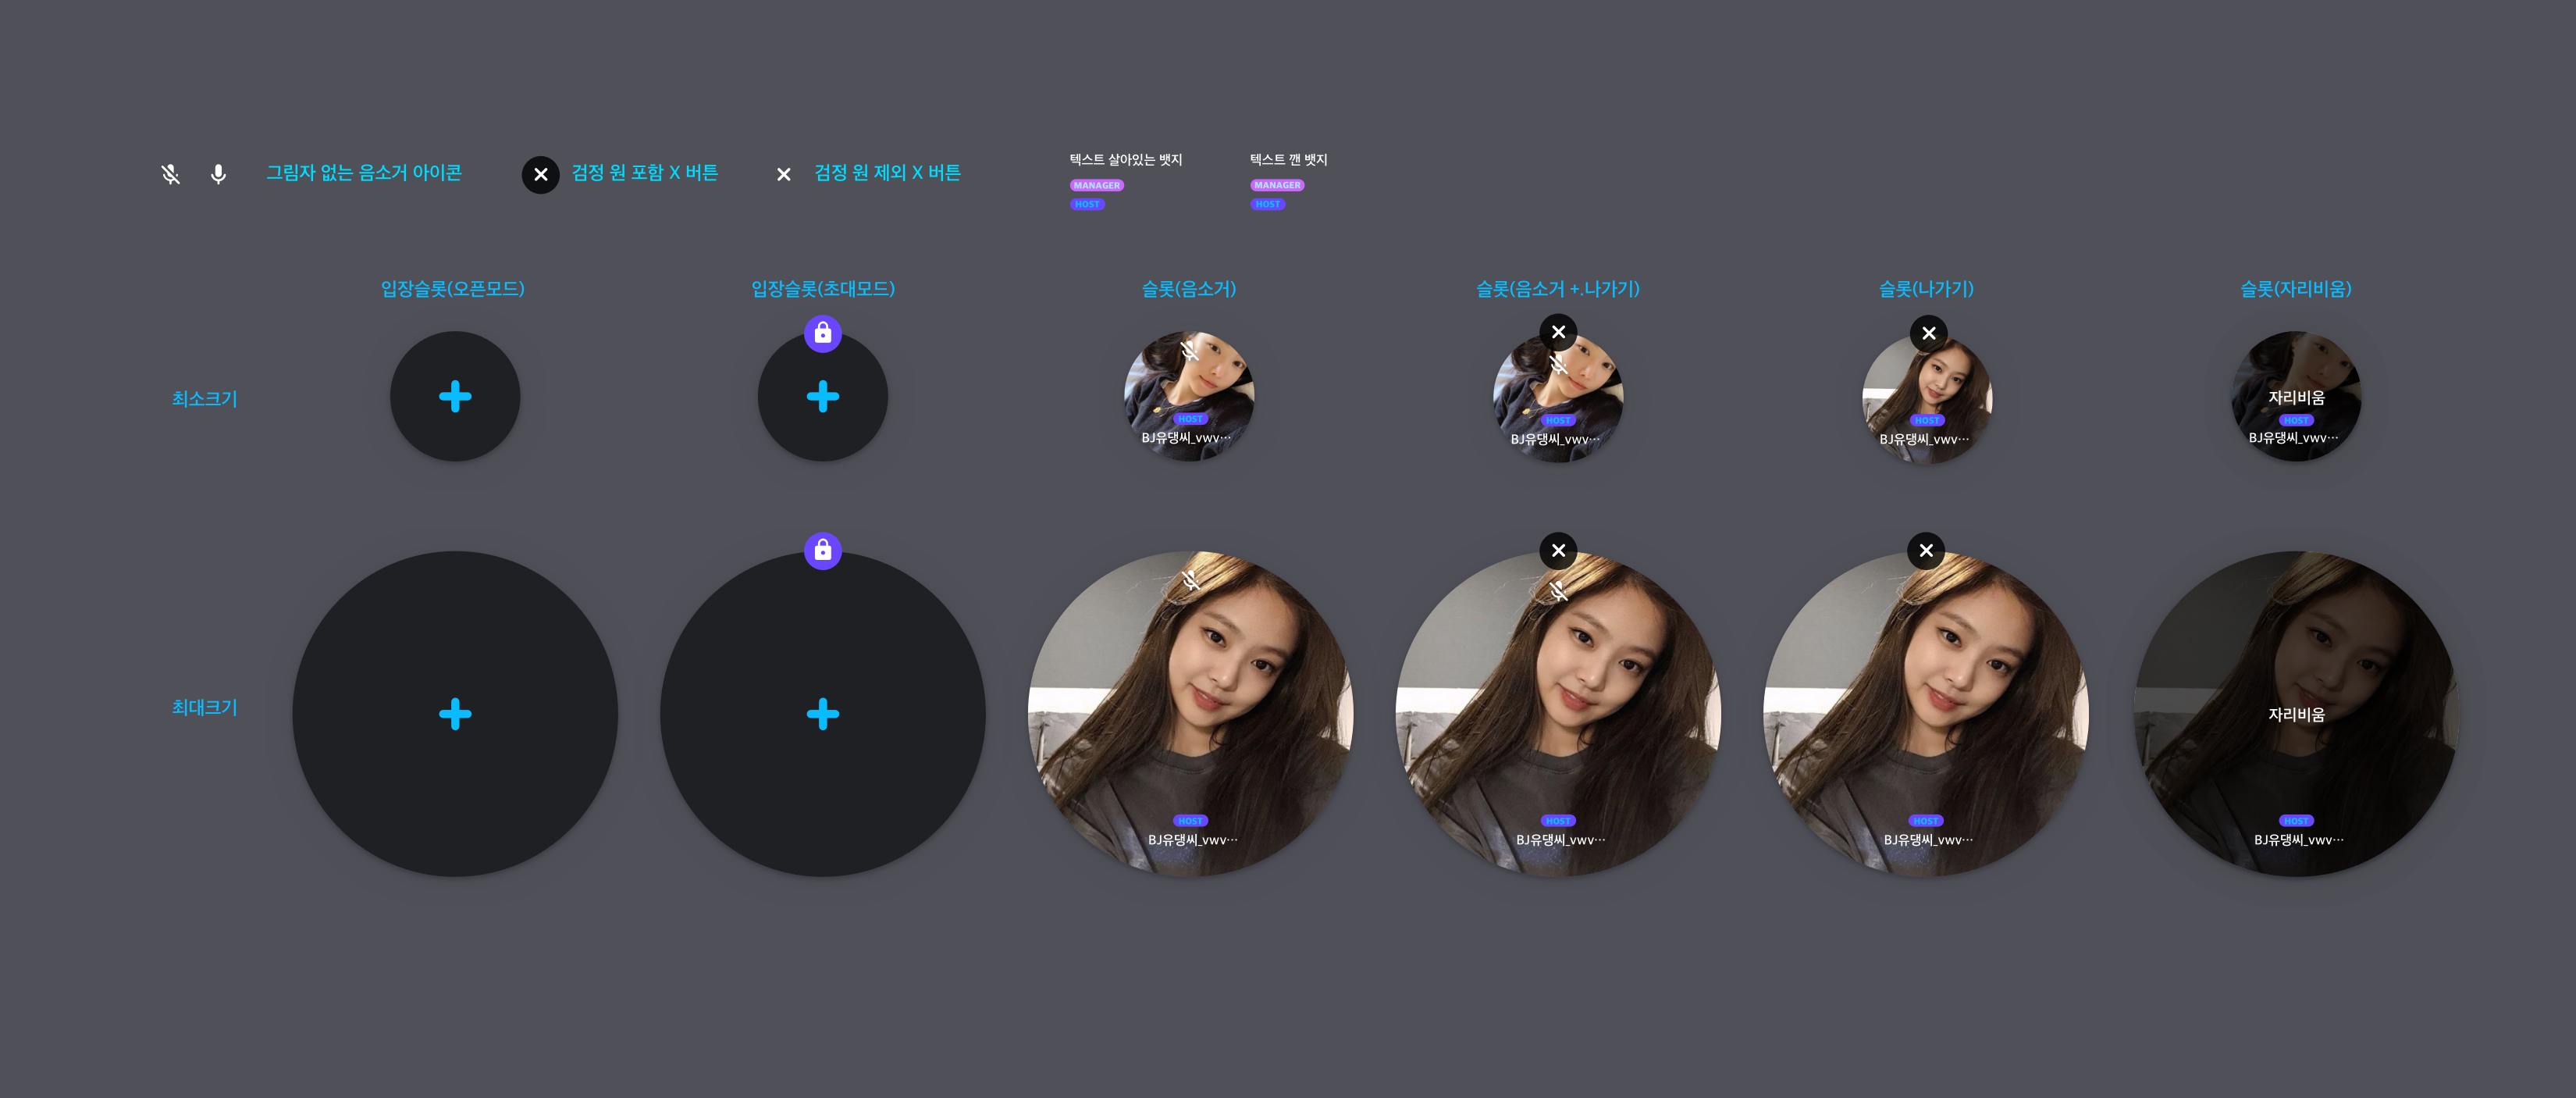 그림자 없는 음소거 아이콘
검정 원 포함 X 버튼
검정 원 제외 X 버튼
텍스트 살아있는 뱃지
텍스트 깬 뱃지
MANAGER
MANAGER
HOST
HOST
입장슬롯(오픈모드)
입장슬롯(초대모드)
슬롯(음소거)
슬롯(음소거 +.나가기)
슬롯(나가기)
슬롯(자리비움)
최소크기
자리비움
HOST
HOST
HOST
HOST
BJ유댕씨_vwv…
BJ유댕씨_vwv…
BJ유댕씨_vwv…
BJ유댕씨_vwv…
최대크기
자리비움
HOST
HOST
HOST
HOST
BJ유댕씨_vwv…
BJ유댕씨_vwv…
BJ유댕씨_vwv…
BJ유댕씨_vwv…